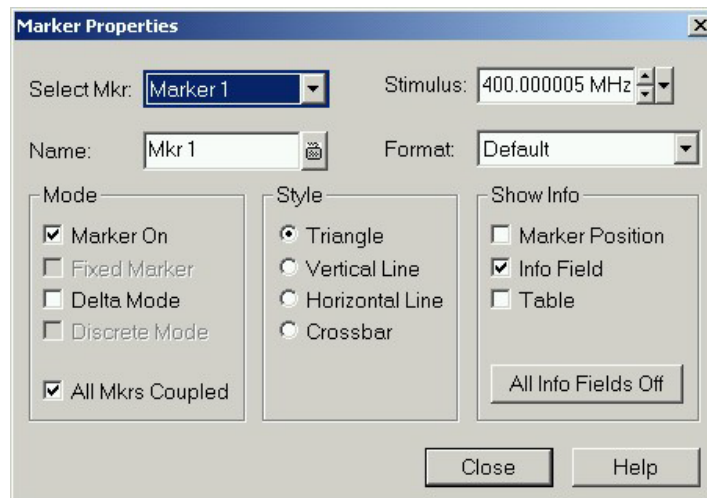 Marker Properties
Select Mkr: Marker 1 Stimulus: 400.000005 MHz
Name: Mkr 1 Format: Default
Mode Style Show Info
Marker On Triangle Marker Position
Fixed Marker Vertical Line Info Field
Delta Mode Horizontal Line Table
Discrete Mode Crossbar
All Mkrs Coupled All Info Fields Off
Close Help